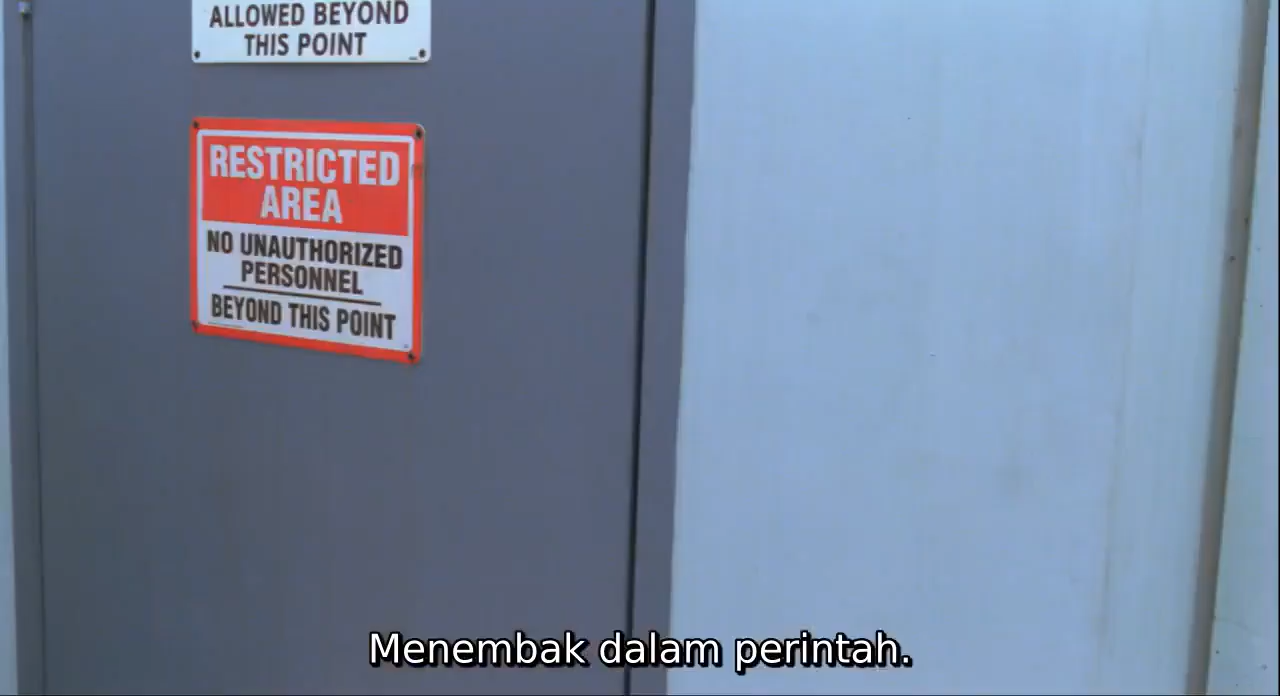 ALLOWED BEYOND
THIS POINT
RESTRICTED
AREA
NO UNAUTHORIZED
PERSONNEL
BEYOND THIS POINT
Menembak dalam perintah.